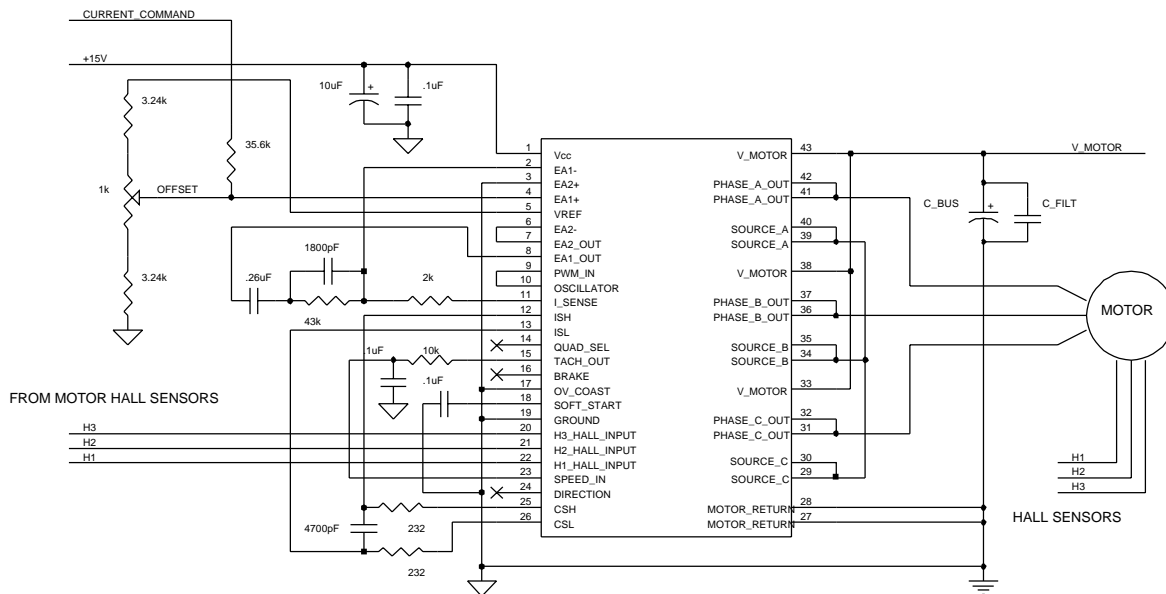 CURRENT_COMMAND
+15V
3.24k
35.6k
10uF
+
.1uF
1k
OFFSET
3.24k
.26uF
1800pF
43k
2k
.1uF
10k
.1uF
FROM MOTOR HALL SENSORS
H3
H2
H1
4700pF
232
232
1 Vcc
2 EA1-
3 EA2+
4 EA1+
5 VREF
6 EA2-
7 EA2_OUT
8 EA1_OUT
9 PWM_IN
10 OSCILLATOR
11 I_SENSE
12 ISH
13 ISL
14 QUAD_SEL
15 TACH_OUT
16 BRAKE
17 OV_COAST
18 SOFT_START
19 GROUND
20 H3_HALL_INPUT
21 H2_HALL_INPUT
22 H1_HALL_INPUT
23 SPEED_IN
24 DIRECTION
25 CSH
26 CSL
V_MOTOR 43
PHASE_A_OUT 42
PHASE_A_OUT 41
SOURCE_A 40
SOURCE_A 39
V_MOTOR 38
PHASE_B_OUT 37
PHASE_B_OUT 36
SOURCE_B 35
SOURCE_B 34
V_MOTOR 33
PHASE_C_OUT 32
PHASE_C_OUT 31
SOURCE_C 30
SOURCE_C 29
MOTOR_RETURN 28
MOTOR_RETURN 27
V_MOTOR
C_BUS
+
C_FILT
MOTOR
H1
H2
H3
HALL SENSORS